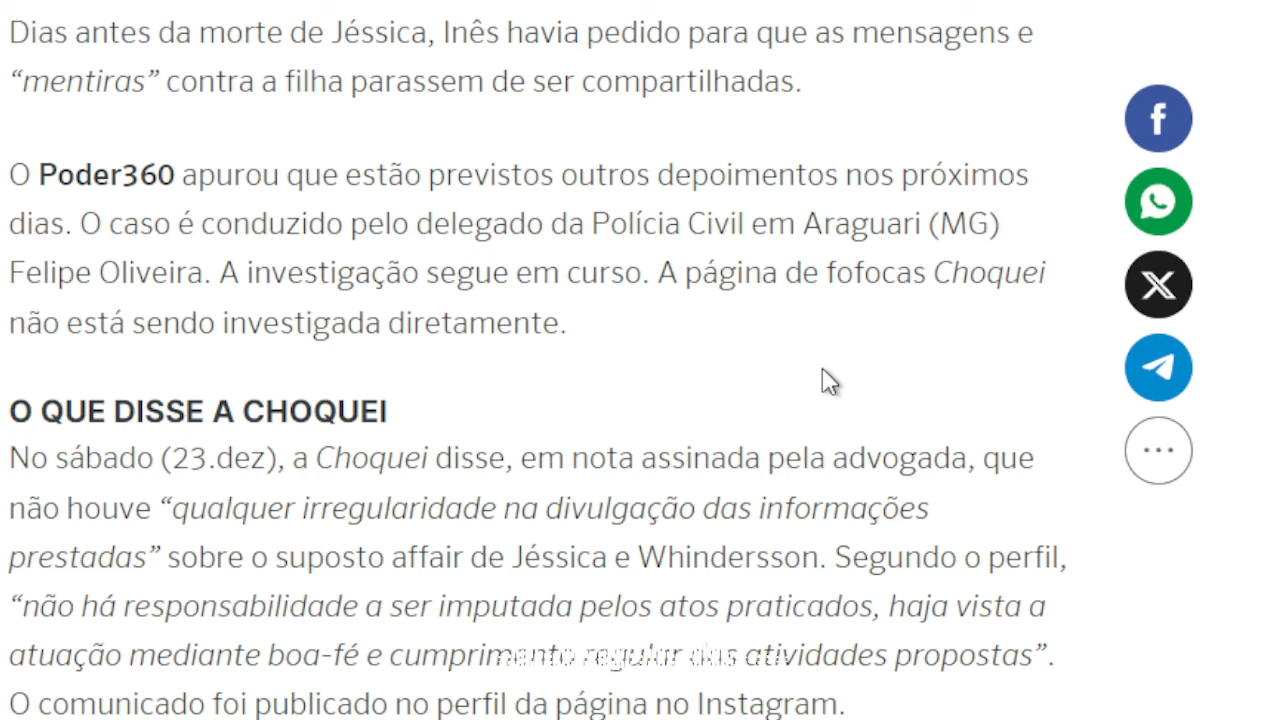 Dias antes da morte de Jéssica, Inês havia pedido para que as mensagens e
“mentiras” contra a filha parassem de ser compartilhadas.
O Poder360 apurou que estão previstos outros depoimentos nos próximos
dias. O caso é conduzido pelo delegado da Polícia Civil em Araguari (MG)
Felipe Oliveira. A investigação segue em curso. A página de fofocas Choquei
não está sendo investigada diretamente.
O QUE DISSE A CHOQUEI
No sábado (23.dez), a Choquei disse, em nota assinada pela advogada, que
não houve “qualquer irregularidade na divulgação das informações
prestadas” sobre o suposto affair de Jéssica e Whindersson. Segundo o perfil,
“não há responsabilidade a ser imputada pelos atos praticados, haja vista a
atuação mediante boa-fé e cumprimento regular das atividades propostas”.
O comunicado foi publicado no perfil da página no Instagram.